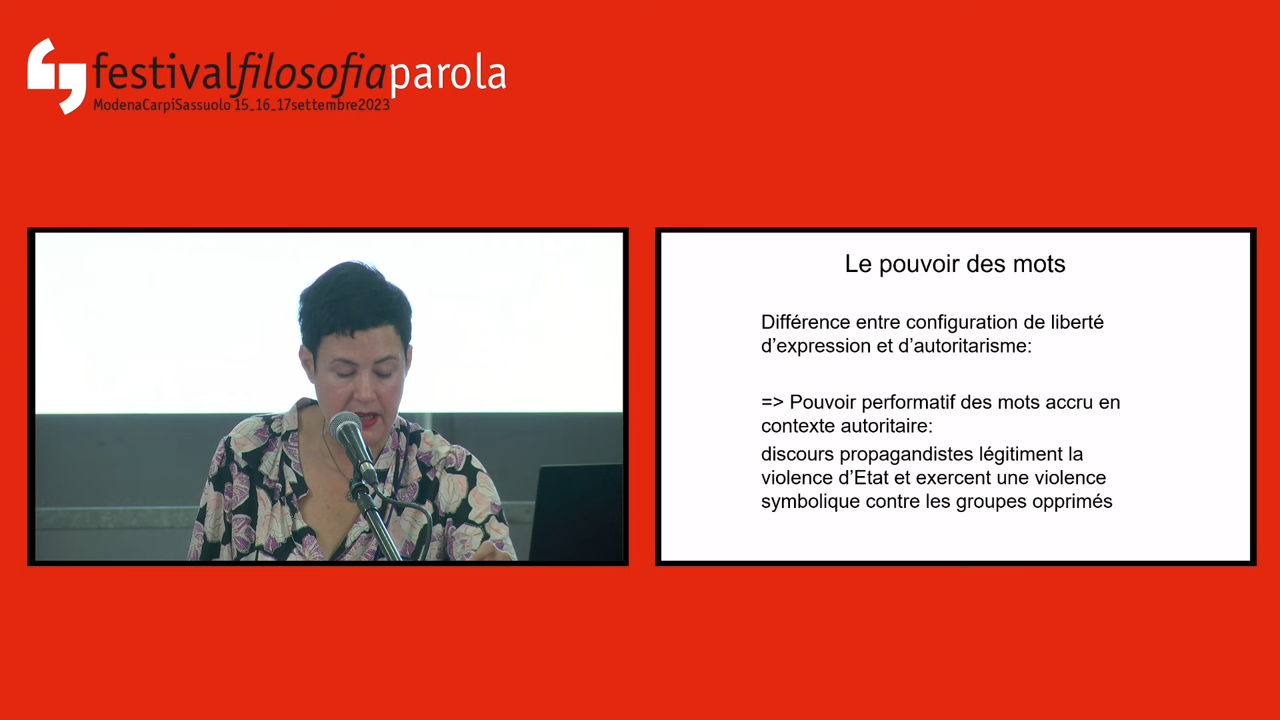 festivalfilosofiaparola
ModenaCarpiSassuolo 15_16_17settembre2023
Le pouvoir des mots
Différence entre configuration de liberté
d’expression et d’autoritarisme:
=> Pouvoir performatif des mots accru en
contexte autoritaire:
discours propagandistes légitiment la
violence d’Etat et exercent une violence
symbolique contre les groupes opprimés